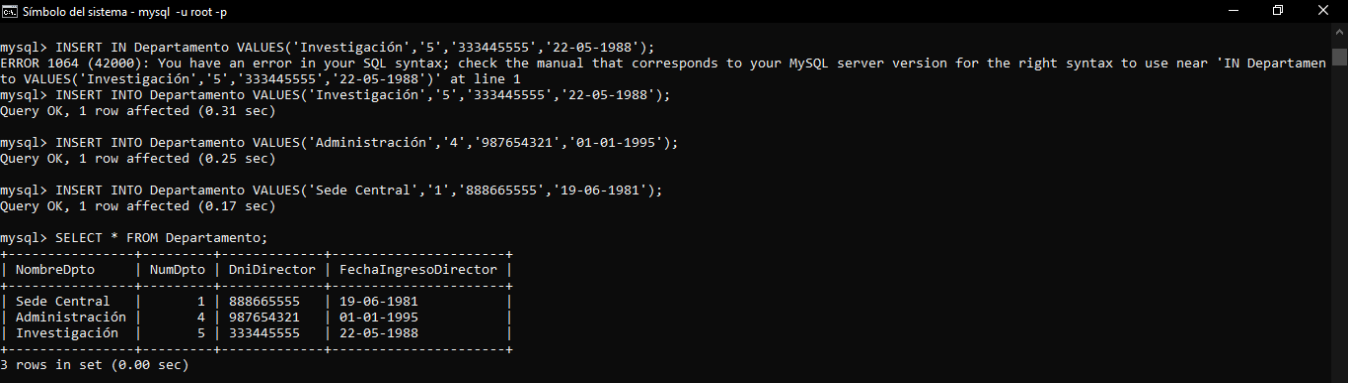 Símbolo del sistema - mysql  -u root -p
mysql> INSERT IN Departamento VALUES('Investigación','5','333445555','22-05-1988');
ERROR 1064 (42000): You have an error in your SQL syntax; check the manual that corresponds to your MySQL server version for the right syntax to use near 'IN Departamen
to VALUES('Investigación','5','333445555','22-05-1988')' at line 1
mysql> INSERT INTO Departamento VALUES('Investigación','5','333445555','22-05-1988');
Query OK, 1 row affected (0.31 sec)

mysql> INSERT INTO Departamento VALUES('Administración','4','987654321','01-01-1995');
Query OK, 1 row affected (0.25 sec)

mysql> INSERT INTO Departamento VALUES('Sede Central','1','888665555','19-06-1981');
Query OK, 1 row affected (0.17 sec)

mysql> SELECT * FROM Departamento;
+----------------+---------+-------------+----------------------+
| NombreDpto     | NumDpto | DniDirector | FechaIngresoDirector |
+----------------+---------+-------------+----------------------+
| Sede Central   |       1 | 888665555   | 19-06-1981           |
| Administración |       4 | 987654321   | 01-01-1995           |
| Investigación  |       5 | 333445555   | 22-05-1988           |
+----------------+---------+-------------+----------------------+
3 rows in set (0.00 sec)